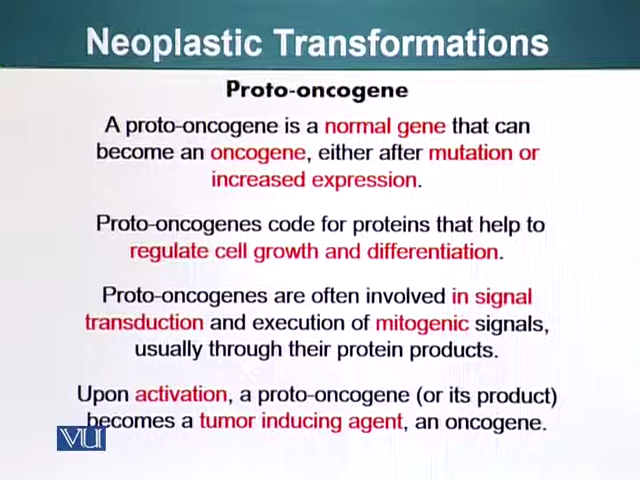 Neoplastic Transformations
Proto-oncogene
A proto-oncogene is a normal gene that can
become an oncogene, either after mutation or
increased expression.
Proto-oncogenes code for proteins that help to
regulate cell growth and differentiation.
Proto-oncogenes are often involved in signal
transduction and execution of mitogenic signals,
usually through their protein products.
Upon activation, a proto-oncogene (or its product)
becomes a tumor inducing agent, an oncogene.
VU